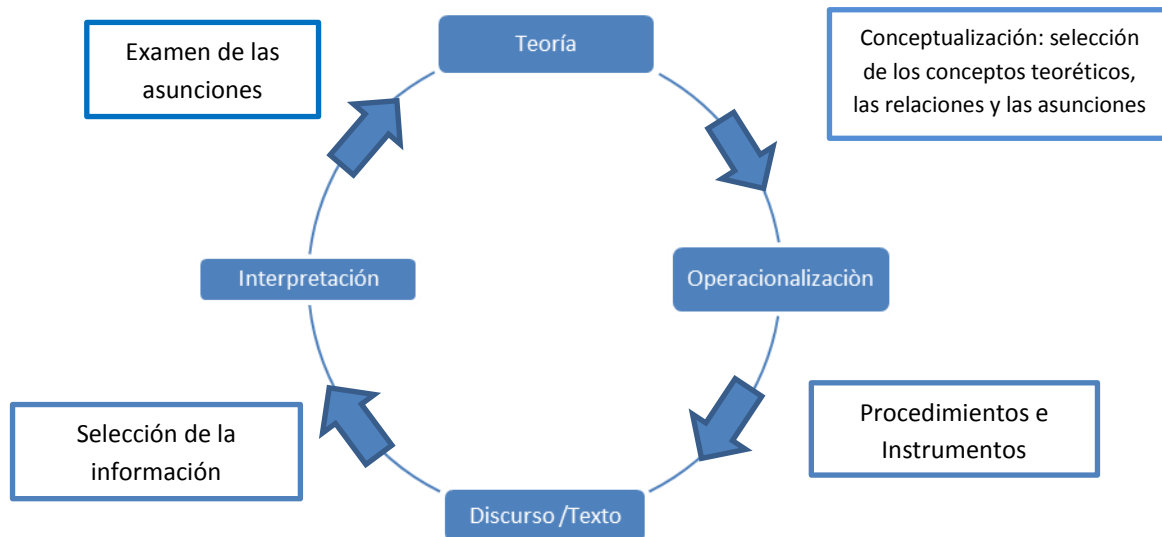 Teoría
Examen de las
asunciones
Conceptualización: selección
de los conceptos teoréticos,
las relaciones y las asunciones
Interpretación
Operacionalizaciòn
Selección de la
información
Procedimientos e
Instrumentos
Discurso /Texto